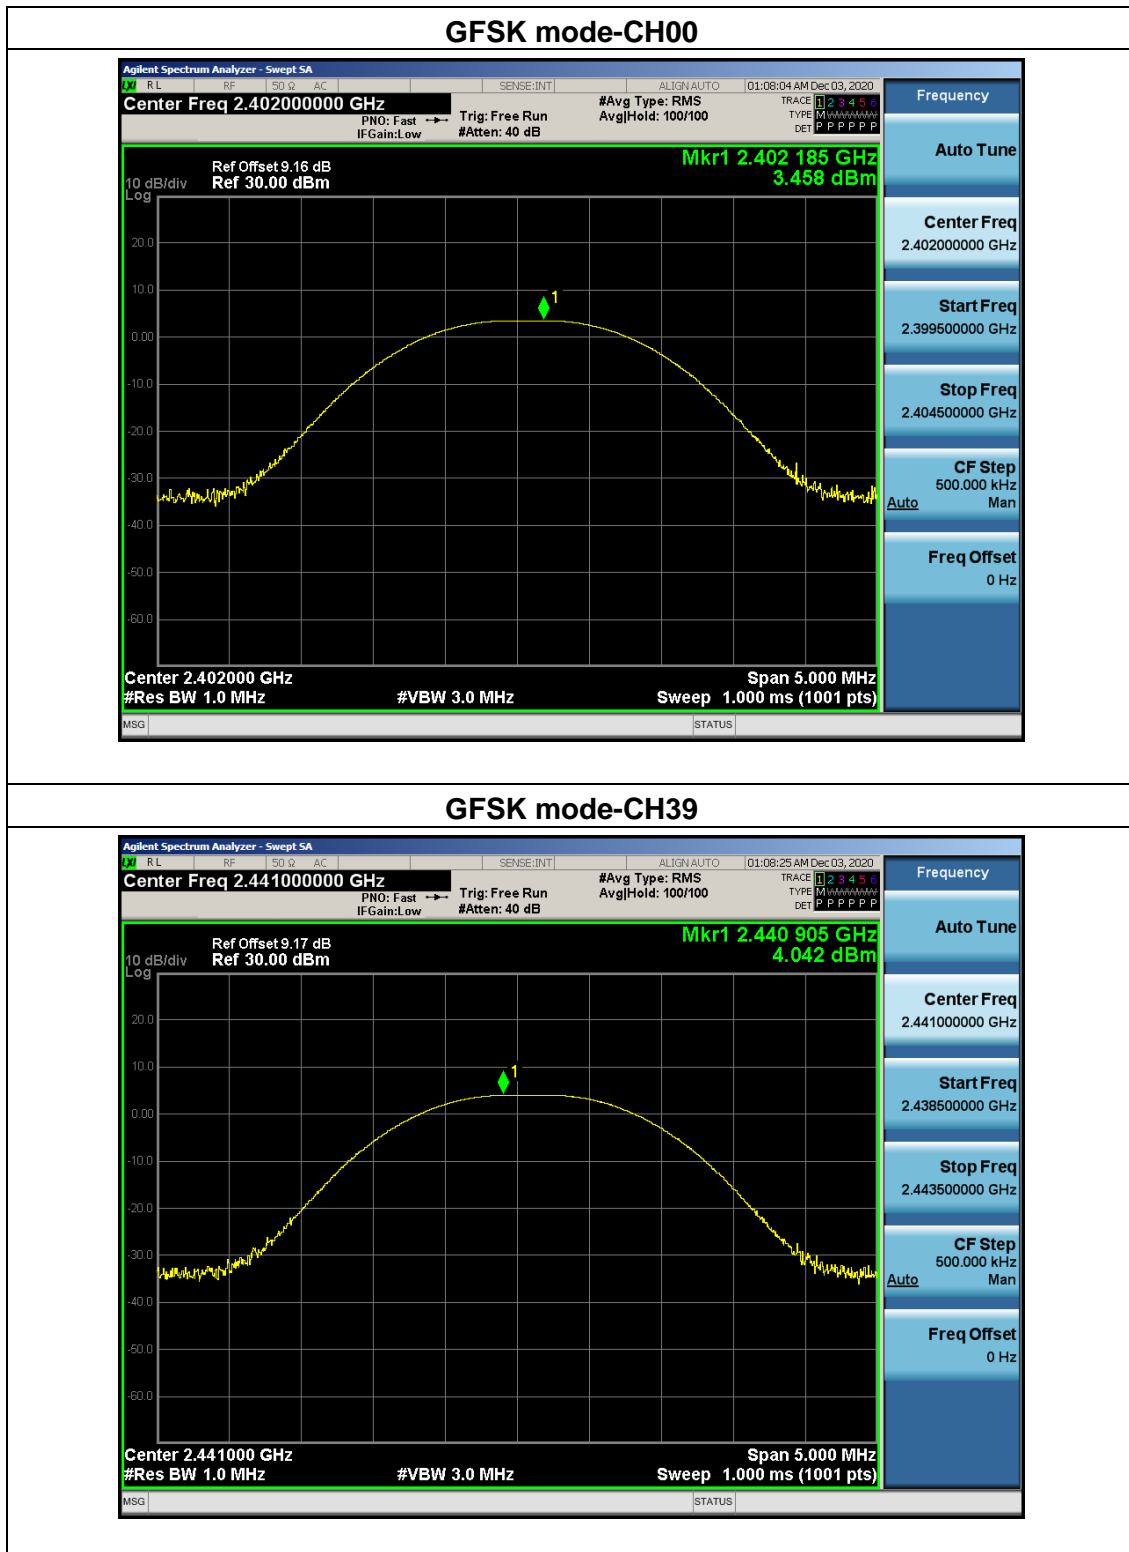 GFSK mode-CH00
Agilent Spectrum Analyzer - Swept SA
LXI RL RF 50 Ω AC SENSE:INT ALIGN AUTO 01:08:04 AM Dec 03, 2020
Center Freq 2.402000000 GHz
PNO: Fast
IFGain:Low
Trig: Free Run
#Atten: 40 dB
#Avg Type: RMS
Avg|Hold: 100/100
TRACE 1 2 3 4 5 6
TYPE M WWWWW
DET P P P P P P
Frequency
Mkr1 2.402 185 GHz
3.458 dBm
Ref Offset 9.16 dB
10 dB/div Ref 30.00 dBm
Log
20.0
10.0
1
0.00
-10.0
-20.0
-30.0
-40.0
-50.0
-60.0
Center 2.402000 GHz Span 5.000 MHz
#Res BW 1.0 MHz #VBW 3.0 MHz Sweep 1.000 ms (1001 pts)
MSG STATUS
Auto Tune
Center Freq
2.402000000 GHz
Start Freq
2.399500000 GHz
Stop Freq
2.404500000 GHz
CF Step
500.000 kHz
Auto Man
Freq Offset
0 Hz
GFSK mode-CH39
Agilent Spectrum Analyzer - Swept SA
LXI RL RF 50 Ω AC SENSE:INT ALIGN AUTO 01:08:25 AM Dec 03, 2020
Center Freq 2.441000000 GHz
PNO: Fast
IFGain:Low
Trig: Free Run
#Atten: 40 dB
#Avg Type: RMS
Avg|Hold: 100/100
TRACE 1 2 3 4 5 6
TYPE M WWWWW
DET P P P P P P
Frequency
Mkr1 2.440 905 GHz
4.042 dBm
Ref Offset 9.17 dB
10 dB/div Ref 30.00 dBm
Log
20.0
10.0
1
0.00
-10.0
-20.0
-30.0
-40.0
-50.0
-60.0
Center 2.441000 GHz Span 5.000 MHz
#Res BW 1.0 MHz #VBW 3.0 MHz Sweep 1.000 ms (1001 pts)
MSG STATUS
Auto Tune
Center Freq
2.441000000 GHz
Start Freq
2.438500000 GHz
Stop Freq
2.443500000 GHz
CF Step
500.000 kHz
Auto Man
Freq Offset
0 Hz